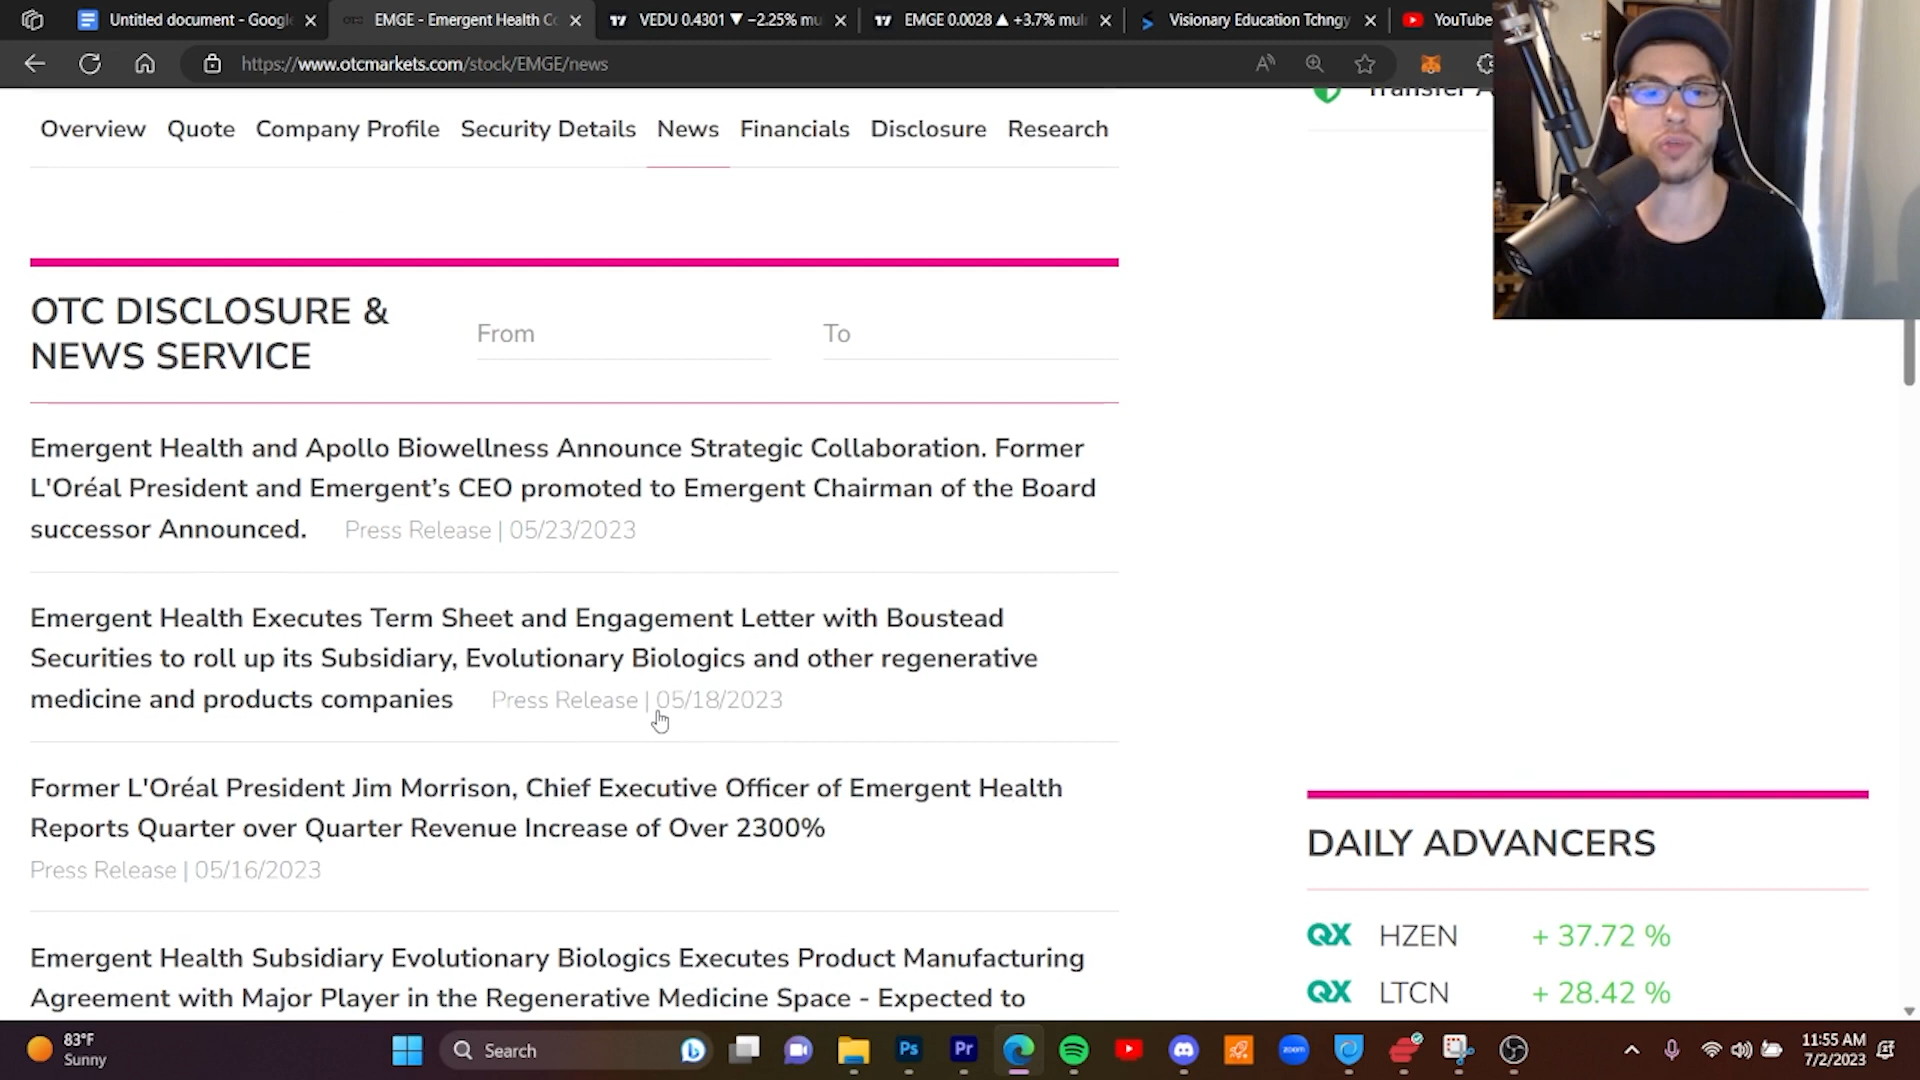 Untitled document - Google
EMGE - Emergent Health Co
VEDU 0.4301 ▼ −2.25% mu
EMGE 0.0028 ▲ +3.7%
Visionary Education Tchngy
YouTube
https://www.otcmarkets.com/stock/EMGE/news
Overview Quote Company Profile Security Details News Financials Disclosure Research
OTC DISCLOSURE &
NEWS SERVICE
From To
Emergent Health and Apollo Biowellness Announce Strategic Collaboration. Former
L'Oréal President and Emergent’s CEO promoted to Emergent Chairman of the Board
successor Announced. Press Release | 05/23/2023
Emergent Health Executes Term Sheet and Engagement Letter with Boustead
Securities to roll up its Subsidiary, Evolutionary Biologics and other regenerative
medicine and products companies Press Release | 05/18/2023
Former L'Oréal President Jim Morrison, Chief Executive Officer of Emergent Health
Reports Quarter over Quarter Revenue Increase of Over 2300%
Press Release | 05/16/2023
Emergent Health Subsidiary Evolutionary Biologics Executes Product Manufacturing
Agreement with Major Player in the Regenerative Medicine Space - Expected to
DAILY ADVANCERS
QX HZEN + 37.72 %
QX LTCN + 28.42 %
83°F
Sunny
Search
Ps
Pr
zoom
11:55 AM
7/2/2023